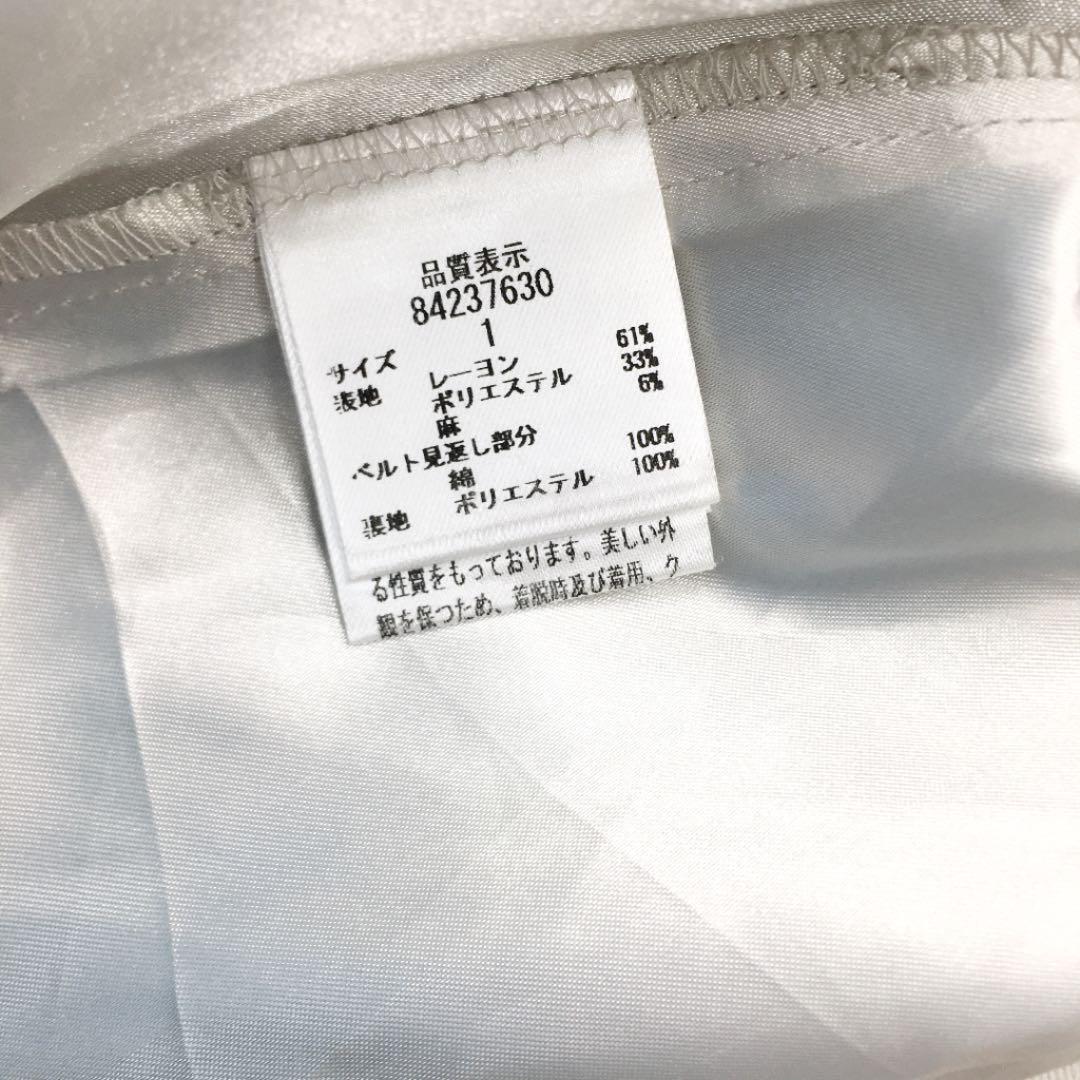 品質表示
84237630
サイズ 1
表地 レーヨン 61%
ポリエステル 33%
麻 6%
ベルト見返し部分
綿 100%
裏地 ポリエステル 100%
る性質をもっております。美しい外
観を保つため、着脱時及び着用、ク